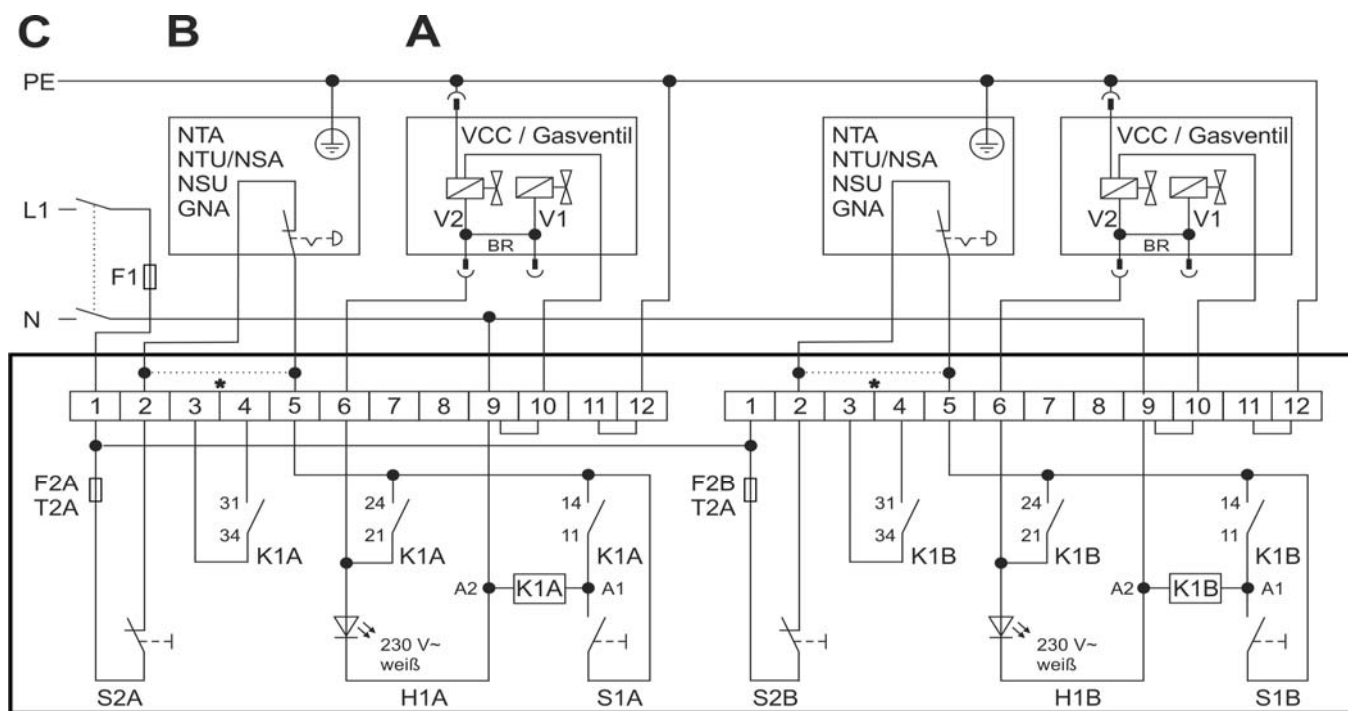 C B A
PE
NTA
NTU/NSA
NSU
GNA
VCC / Gasventil
V2 V1
BR
NTA
NTU/NSA
NSU
GNA
VCC / Gasventil
V2 V1
BR
L1
F1
N
*
*
1 2 3 4 5 6 7 8 9 10 11 12
1 2 3 4 5 6 7 8 9 10 11 12
F2A
T2A
31
34
K1A
24
21
K1A
14
11
K1A
A2 K1A A1
230 V~
weiß
S2A H1A S1A
F2B
T2A
31
34
K1B
24
21
K1B
14
11
K1B
A2 K1B A1
230 V~
weiß
S2B H1B S1B